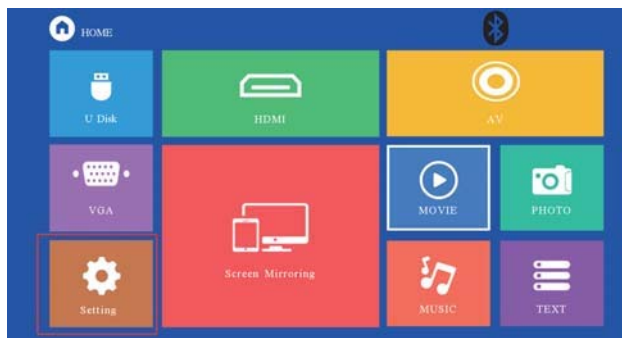 HOME
U Disk
HDMI
AV
VGA
MOVIE
PHOTO
Screen Mirroring
Setting
MUSIC
TEXT